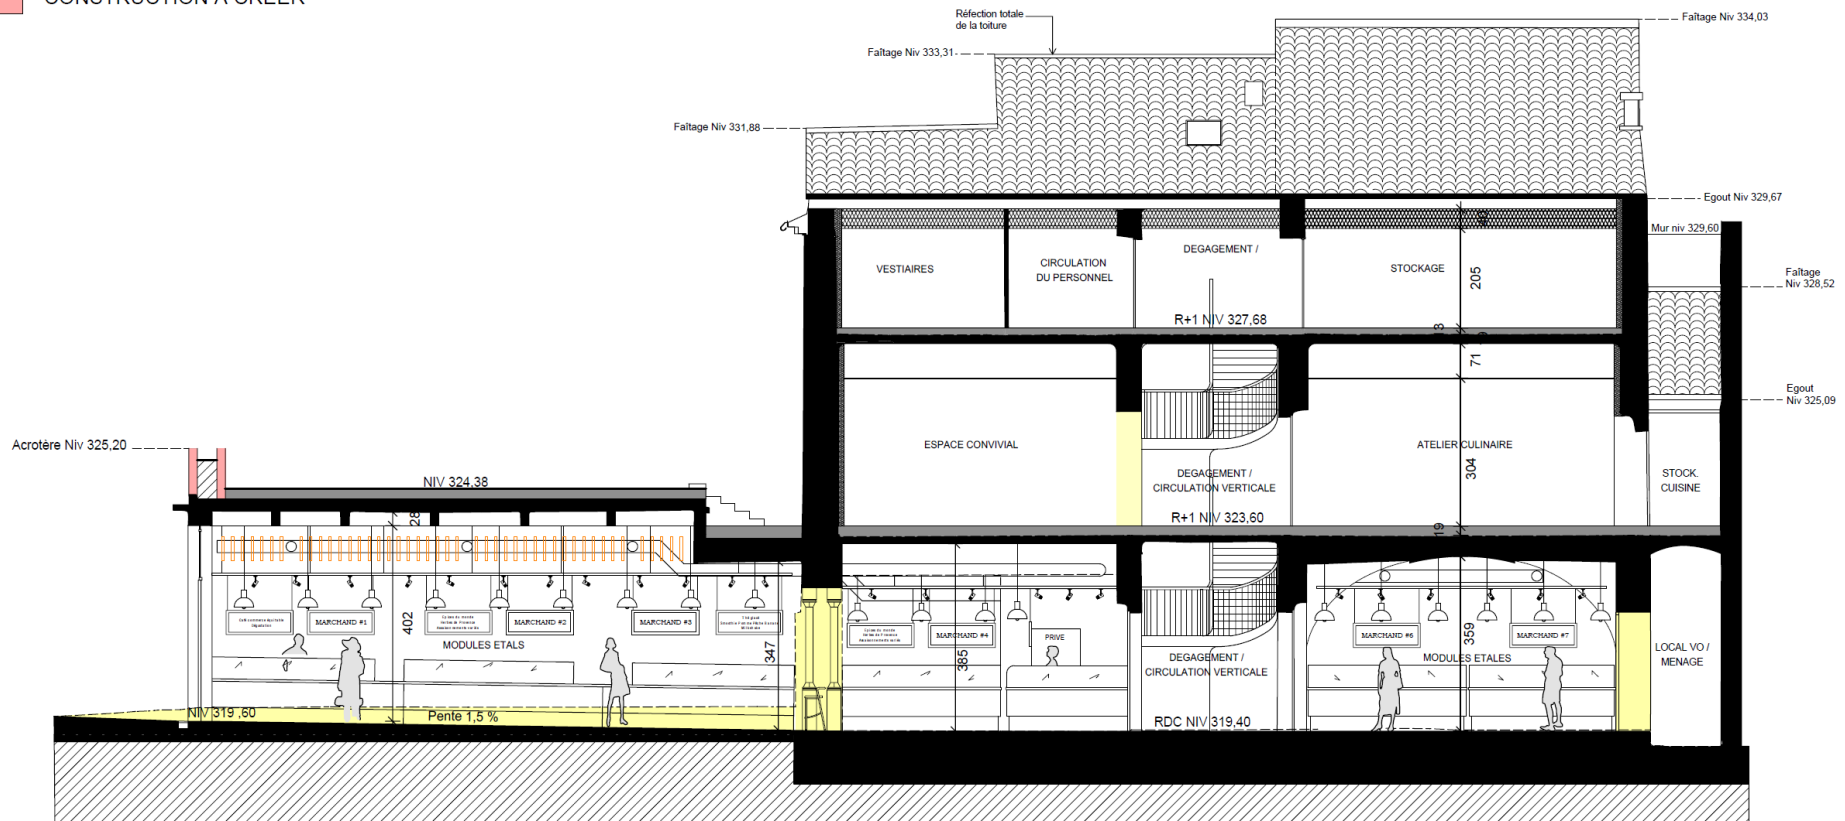 CONSTRUCTION A CREER
Réfection totale
de la toiture
Faîtage Niv 334,03
Faîtage Niv 333,31
Faîtage Niv 331,88
Egout Niv 329,67
Mur niv 329,60
40
DEGAGEMENT /
VESTIAIRES
CIRCULATION
DU PERSONNEL
STOCKAGE
205
Faîtage
Niv 328,52
R+1 NIV 327,68
13
71
Egout
Niv 325,09
Acrotère Niv 325,20
ESPACE CONVIVIAL
ATELIER CULINAIRE
304
DEGAGEMENT /
CIRCULATION VERTICALE
STOCK.
CUISINE
NIV 324,38
28
R+1 NIV 323,60
19
MARCHAND #1
MARCHAND #2
MARCHAND #3
MARCHAND #4
PRIVE
MARCHAND #6
MARCHAND #7
402
347
385
359
MODULES ETALS
DEGAGEMENT /
CIRCULATION VERTICALE
MODULES ETALES
LOCAL VO /
MENAGE
NIV 319 ,60
Pente 1,5 %
RDC NIV 319,40